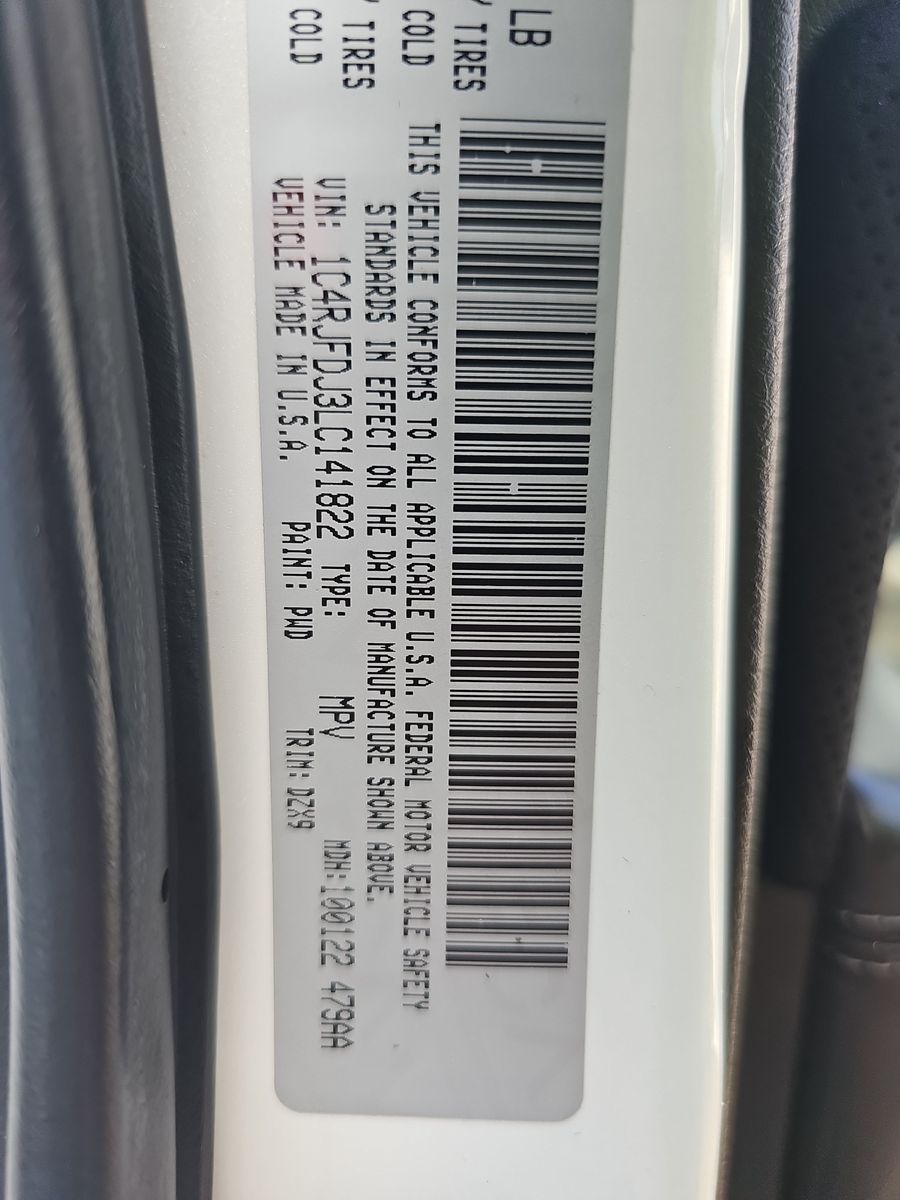 LB
TIRES
COLD
TIRES
COLD
THIS VEHICLE CONFORMS TO ALL APPLICABLE U.S.A. FEDERAL MOTOR VEHICLE SAFETY
STANDARDS IN EFFECT ON THE DATE OF MANUFACTURE SHOWN ABOVE.
VIN: 1C4RJFDJ3LC141822 TYPE: MPV MDH:100122 479AA
VEHICLE MADE IN U.S.A. PAINT: PWD TRIM: DZX9